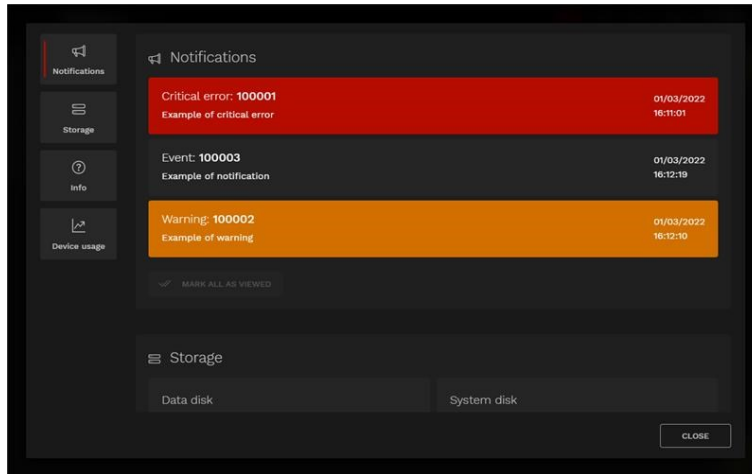 Notifications
Storage
Info
Device usage
Notifications
Critical error: 100001
Example of critical error
01/03/2022
16:11:01
Event: 100003
Example of notification
01/03/2022
16:12:19
Warning: 100002
Example of warning
01/03/2022
16:12:10
MARK ALL AS VIEWED
Storage
Data disk
System disk
CLOSE